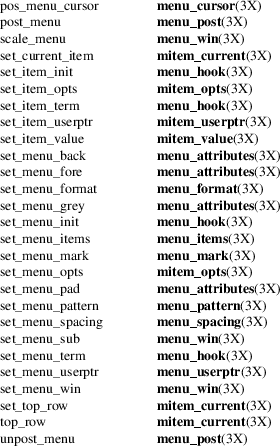 pos_menu_cursor menu_cursor(3X)
post_menu menu_post(3X)
scale_menu menu_win(3X)
set_current_item mitem_current(3X)
set_item_init menu_hook(3X)
set_item_opts mitem_opts(3X)
set_item_term menu_hook(3X)
set_item_userptr mitem_userptr(3X)
set_item_value mitem_value(3X)
set_menu_back menu_attributes(3X)
set_menu_fore menu_attributes(3X)
set_menu_format menu_format(3X)
set_menu_grey menu_attributes(3X)
set_menu_init menu_hook(3X)
set_menu_items menu_items(3X)
set_menu_mark menu_mark(3X)
set_menu_opts mitem_opts(3X)
set_menu_pad menu_attributes(3X)
set_menu_pattern menu_pattern(3X)
set_menu_spacing menu_spacing(3X)
set_menu_sub menu_win(3X)
set_menu_term menu_hook(3X)
set_menu_userptr menu_userptr(3X)
set_menu_win menu_win(3X)
set_top_row mitem_current(3X)
top_row mitem_current(3X)
unpost_menu menu_post(3X)